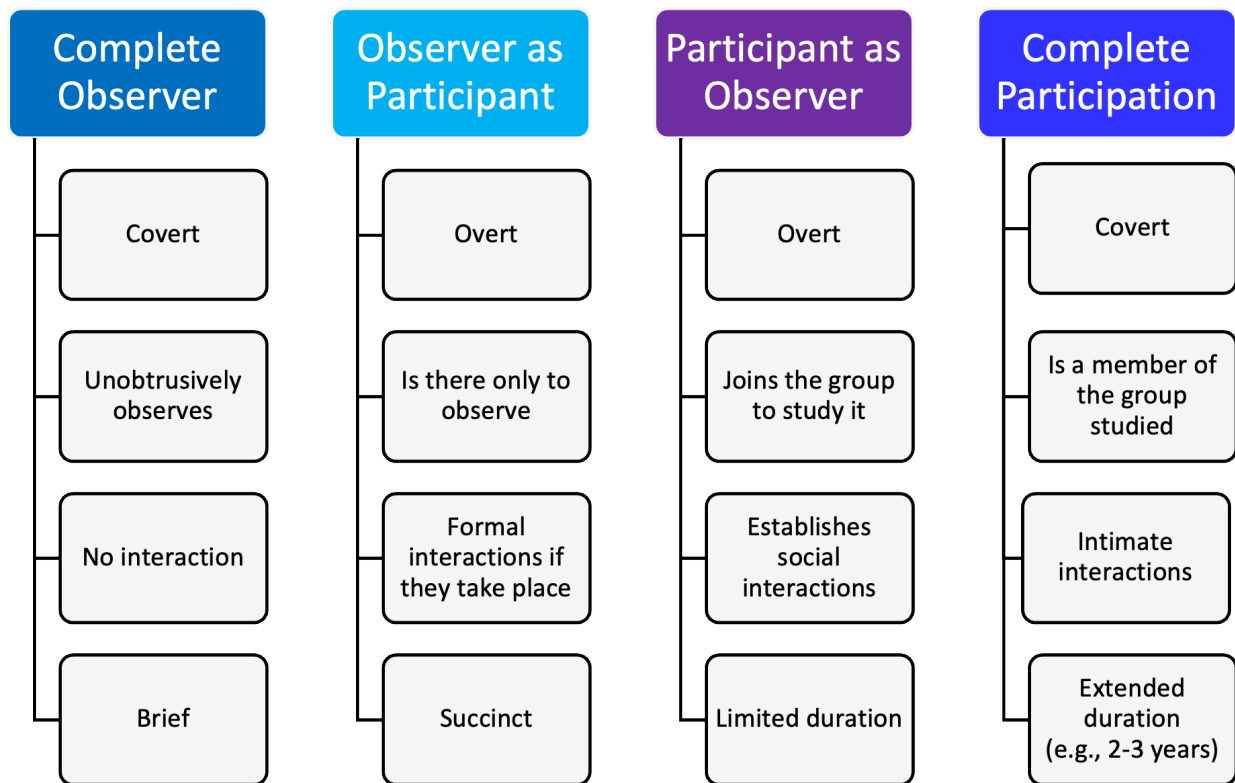 Complete
Observer
Covert
Unobtrusively
observes
No interaction
Brief
Observer as
Participant
Overt
Is there only to
observe
Formal
interactions if
they take place
Succinct
Participant as
Observer
Overt
Joins the group
to study it
Establishes
social
interactions
Limited duration
Complete
Participation
Covert
Is a member of
the group
studied
Intimate
interactions
Extended
duration
(e.g., 2-3 years)